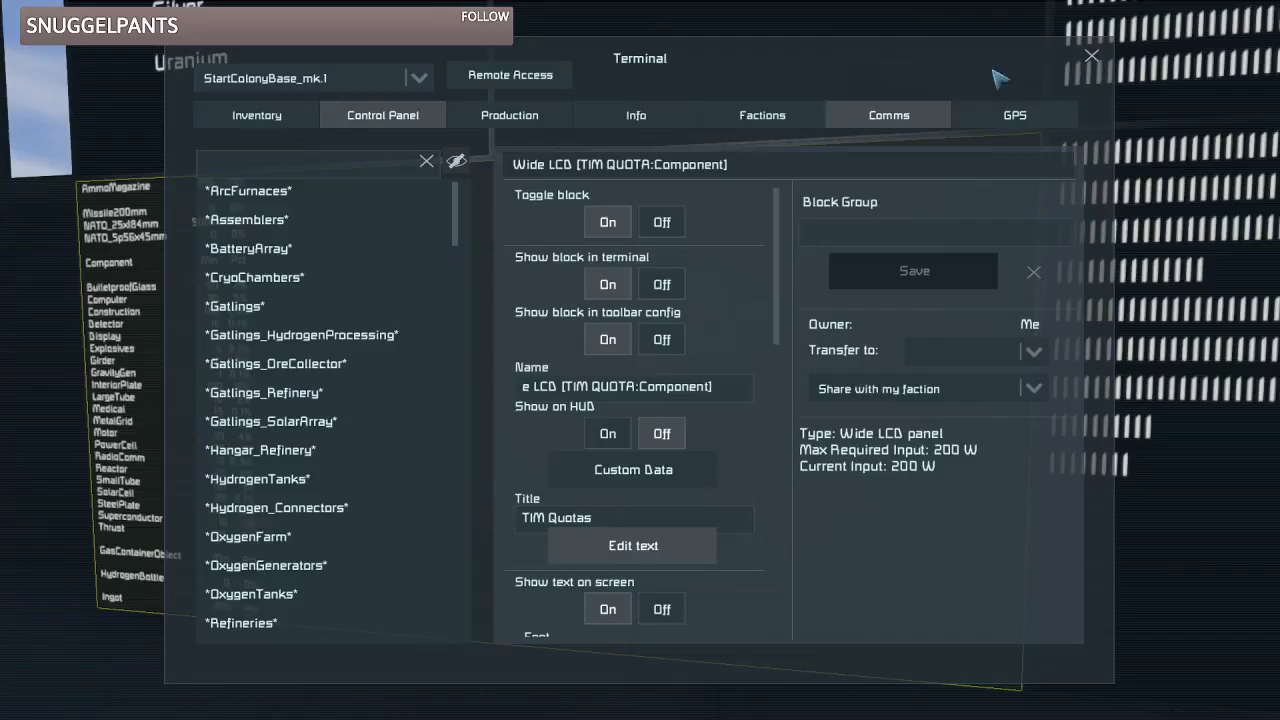 SNUGGELPANTS
FOLLOW
Silver
Uranium
Terminal
StartColonyBase_mk.1
Remote Access
Inventory
Control Panel
Production
Info
Factions
Comms
GPS
Wide LCD [TIM QUOTA:Component]
*ArcFurnaces*
*Assemblers*
*BatteryArray*
*CryoChambers*
*Gatlings*
*Gatlings_HydrogenProcessing*
*Gatlings_OreCollector*
*Gatlings_Refinery*
*Gatlings_SolarArray*
*Hangar_Refinery*
*HydrogenTanks*
*Hydrogen_Connectors*
*OxygenFarm*
*OxygenGenerators*
*OxygenTanks*
*Refineries*
Toggle block
On Off
Show block in terminal
On Off
Show block in toolbar config
On Off
Name
e LCD [TIM QUOTA:Component]
Show on HUD
On Off
Custom Data
Title
TIM Quotas
Edit text
Show text on screen
On Off
Font
Block Group
Save
Owner: Me
Transfer to:
Share with my faction
Type: Wide LCD panel
Max Required Input: 200 W
Current Input: 200 W
AmmoMagazine
Missile200mm
NATO_25x184mm
NATO_5p56x45mm
Component
BulletproofGlass
Computer
Construction
Detector
Display
Explosives
Girder
GravityGen
InteriorPlate
LargeTube
Medical
MetalGrid
Motor
PowerCell
RadioComm
Reactor
SmallTube
SolarCell
SteelPlate
Superconductor
Thrust
GasContainerObject
HydrogenBottle
Ingot